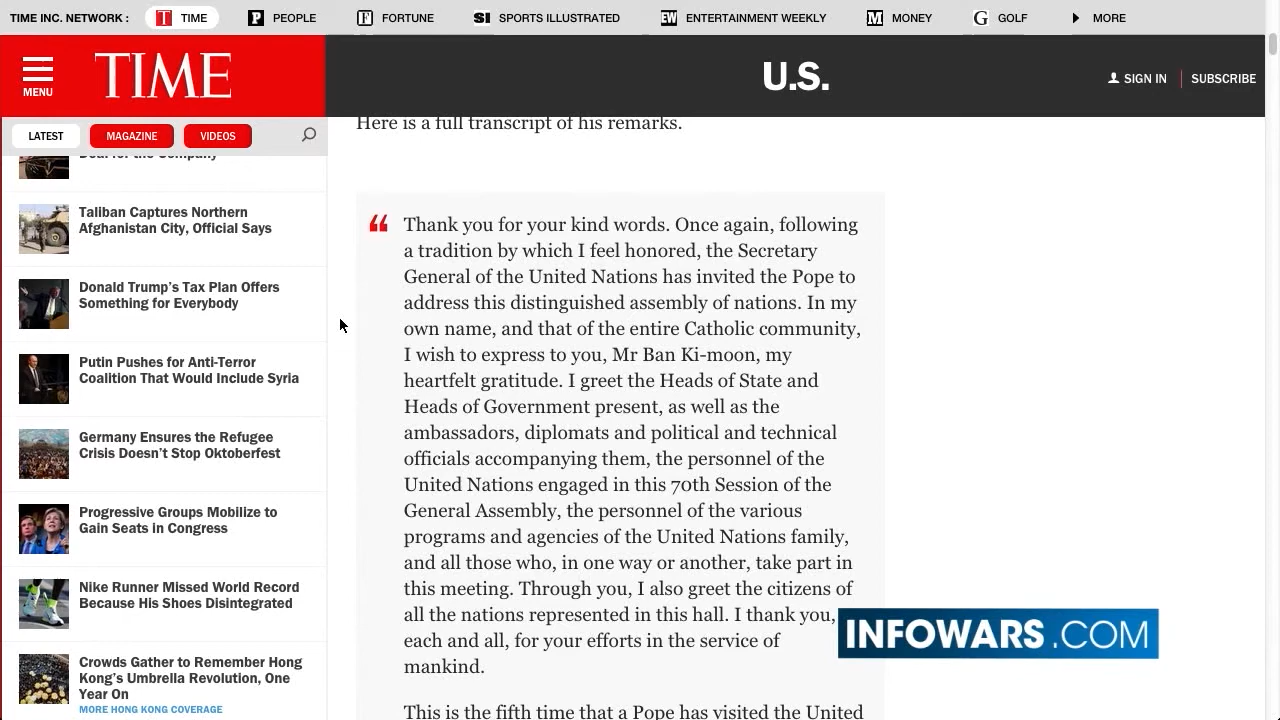 TIME INC. NETWORK :
TIME
PEOPLE
FORTUNE
SPORTS ILLUSTRATED
ENTERTAINMENT WEEKLY
MONEY
GOLF
MORE
MENU
TIME
U.S.
SIGN IN
SUBSCRIBE
LATEST
MAGAZINE
VIDEOS
Deal for the Company
Taliban Captures Northern
Afghanistan City, Official Says
Donald Trump’s Tax Plan Offers
Something for Everybody
Putin Pushes for Anti-Terror
Coalition That Would Include Syria
Germany Ensures the Refugee
Crisis Doesn’t Stop Oktoberfest
Progressive Groups Mobilize to
Gain Seats in Congress
Nike Runner Missed World Record
Because His Shoes Disintegrated
Crowds Gather to Remember Hong
Kong’s Umbrella Revolution, One
Year On
MORE HONG KONG COVERAGE
Here is a full transcript of his remarks.
“ Thank you for your kind words. Once again, following
a tradition by which I feel honored, the Secretary
General of the United Nations has invited the Pope to
address this distinguished assembly of nations. In my
own name, and that of the entire Catholic community,
I wish to express to you, Mr Ban Ki-moon, my
heartfelt gratitude. I greet the Heads of State and
Heads of Government present, as well as the
ambassadors, diplomats and political and technical
officials accompanying them, the personnel of the
United Nations engaged in this 70th Session of the
General Assembly, the personnel of the various
programs and agencies of the United Nations family,
and all those who, in one way or another, take part in
this meeting. Through you, I also greet the citizens of
all the nations represented in this hall. I thank you,
each and all, for your efforts in the service of
mankind.
This is the fifth time that a Pope has visited the United
INFOWARS.COM